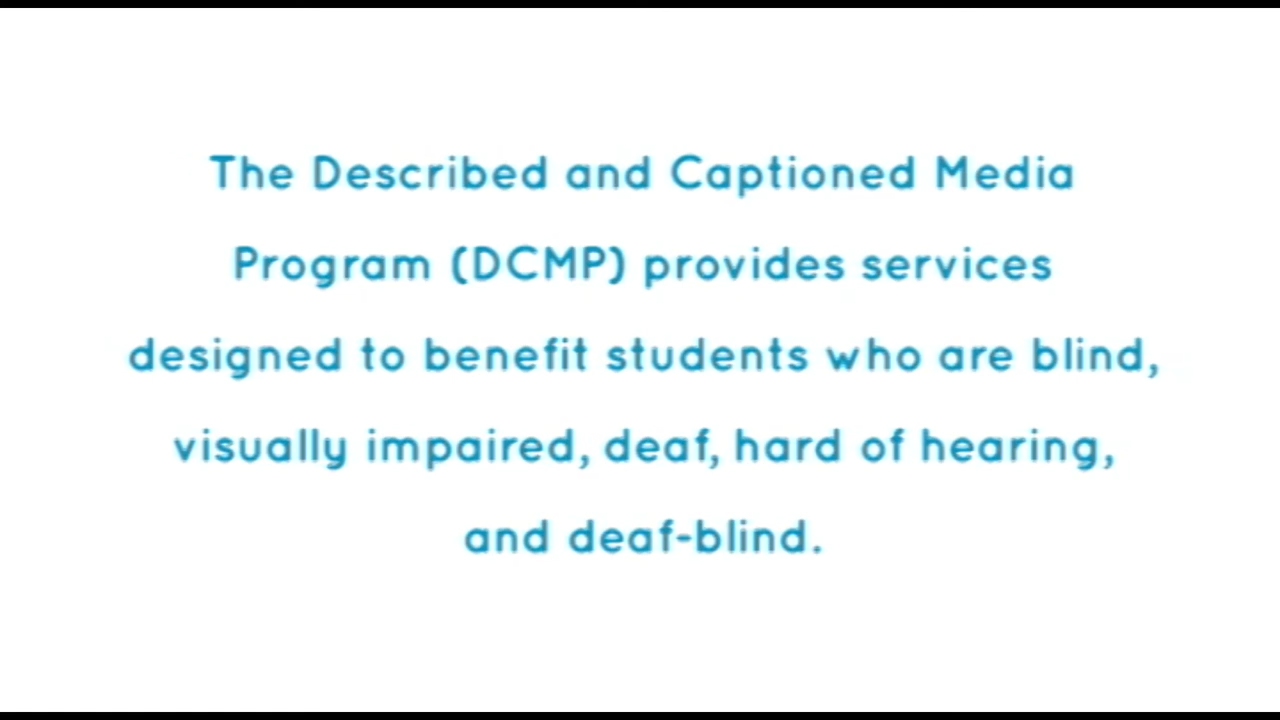 The Described and Captioned Media
Program (DCMP) provides services
designed to benefit students who are blind,
visually impaired, deaf, hard of hearing,
and deaf-blind.